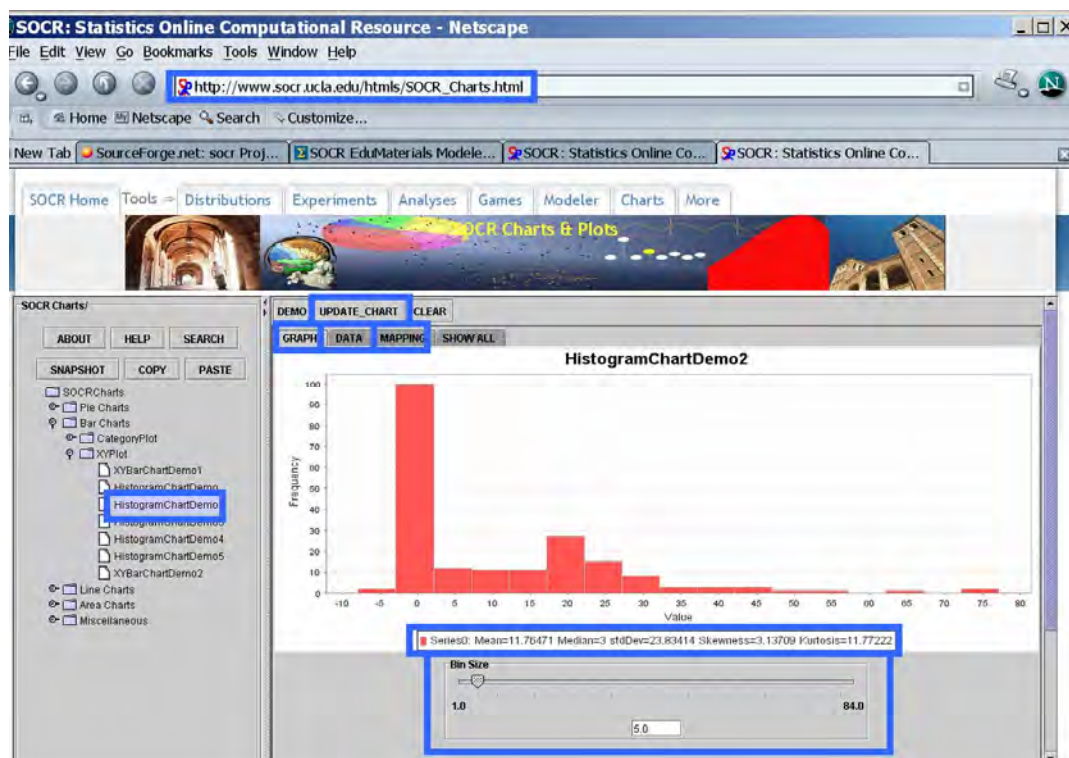 SOCR: Statistics Online Computational Resource - Netscape
File Edit View Go Bookmarks Tools Window Help
http://www.socr.ucla.edu/htmls/SOCR_Charts.html
Home Netscape Search Customize...
New Tab SourceForge.net: socr Proj... SOCR EduMaterials Modele... SOCR: Statistics Online Co... SOCR: Statistics Online Co...
SOCR Home Tools ⇒ Distributions Experiments Analyses Games Modeler Charts More
SOCR Charts & Plots
SOCR Charts/
ABOUT HELP SEARCH
SNAPSHOT COPY PASTE
SOCRCharts
Pie Charts
Bar Charts
CategoryPlot
XYPlot
XYBarChartDemo1
HistogramChartDemo
HistogramChartDemo
HistogramChartDemo3
HistogramChartDemo4
HistogramChartDemo5
XYBarChartDemo2
Line Charts
Area Charts
Miscellaneous
DEMO UPDATE_CHART CLEAR
GRAPH DATA MAPPING SHOW ALL
HistogramChartDemo2
Frequency
100
90
80
70
60
50
40
30
20
10
0
-10 -5 0 5 10 15 20 25 30 35 40 45 50 55 60 65 70 75 80
Value
Series0: Mean=11.76471 Median=3 stdDev=23.83414 Skewness=3.13709 Kurtosis=11.77222
Bin Size
1.0 84.0
5.0